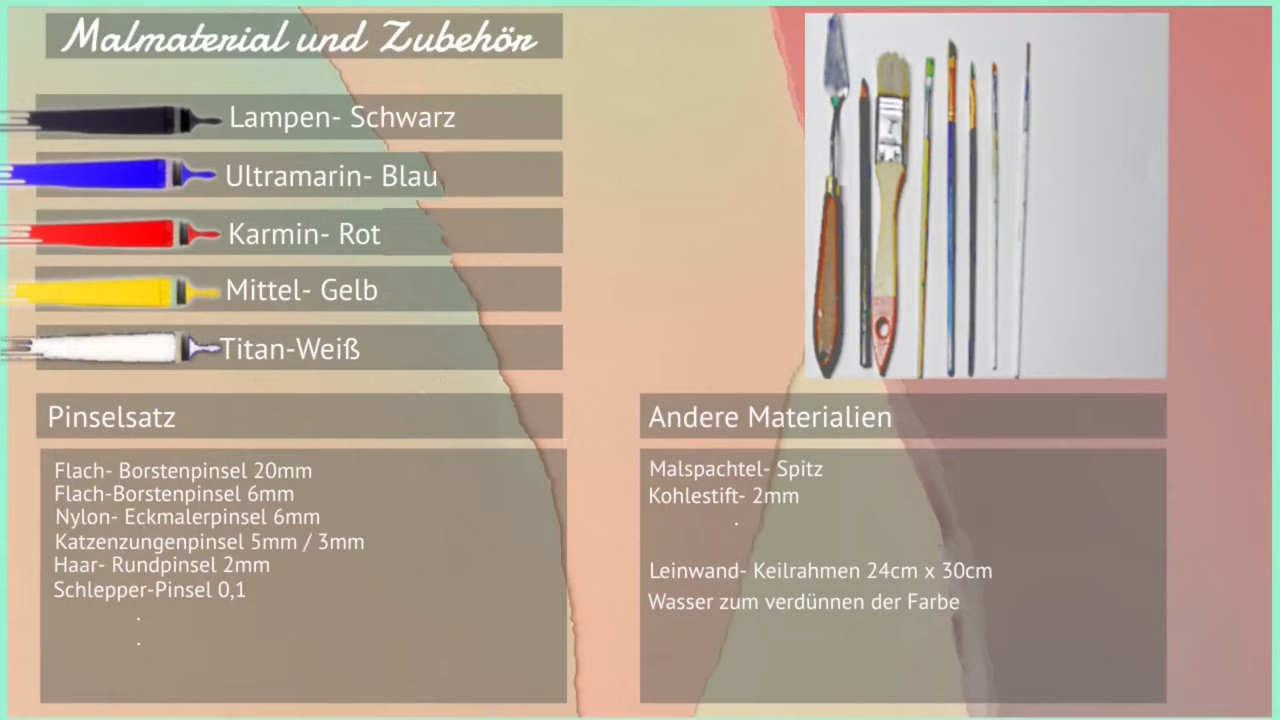 Malmaterial und Zubehör
Lampen- Schwarz
Ultramarin- Blau
Karmin- Rot
Mittel- Gelb
Titan-Weiß
Pinselsatz
Flach- Borstenpinsel 20mm
Flach-Borstenpinsel 6mm
Nylon- Eckmalerpinsel 6mm
Katzenzungenpinsel 5mm / 3mm
Haar- Rundpinsel 2mm
Schlepper-Pinsel 0,1
.
.
Andere Materialien
Malspachtel- Spitz
Kohlestift- 2mm
.
Leinwand- Keilrahmen 24cm x 30cm
Wasser zum verdünnen der Farbe